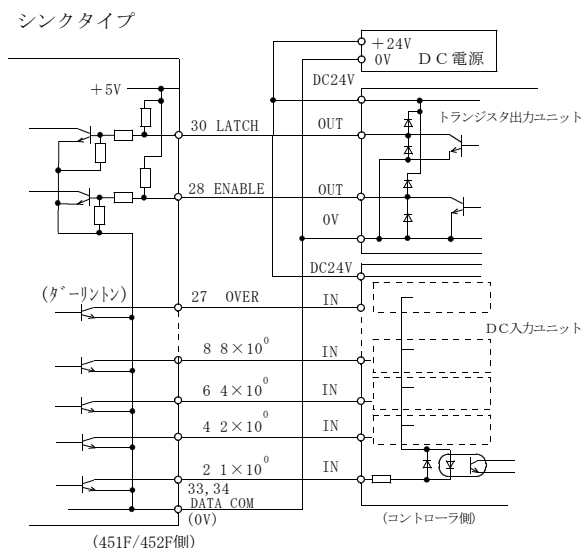 シンクタイプ
+24V
0V
DC電源
DC24V
+5V
トランジスタ出力ユニット
30 LATCH OUT
28 ENABLE OUT
0V
DC24V
(ダーリントン)
27 OVER IN
DC入力ユニット
8 8×10⁰ IN
6 4×10⁰ IN
4 2×10⁰ IN
2 1×10⁰ IN
33,34
DATA COM
(0V)
(コントローラ側)
(451F/452F側)